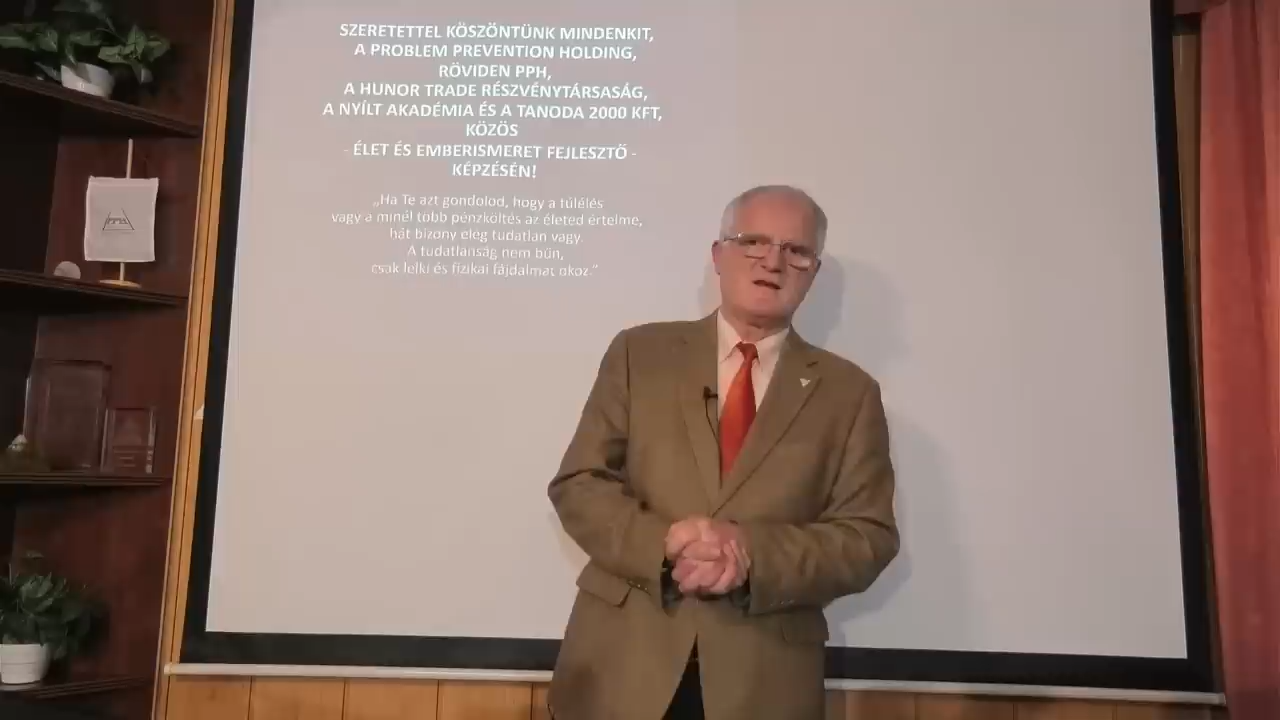 SZERETETTEL KÖSZÖNTÜNK MINDENKIT,
A PROBLEM PREVENTION HOLDING,
RÖVIDEN PPH,
A HUNOR TRADE RÉSZVÉNYTÁRSASÁG,
A NYÍLT AKADÉMIA ÉS A TANODA 2000 KFT,
KÖZÖS
- ÉLET ÉS EMBERISMERET FEJLESZTŐ -
KÉPZÉSÉN!
„Ha Te azt gondolod, hogy a túlélés
vagy a minél több pénzköltés az életed értelme,
hát bizony elég tudatlan vagy.
A tudatlanság nem bűn,
csak lelki és fizikai fájdalmat okoz.”